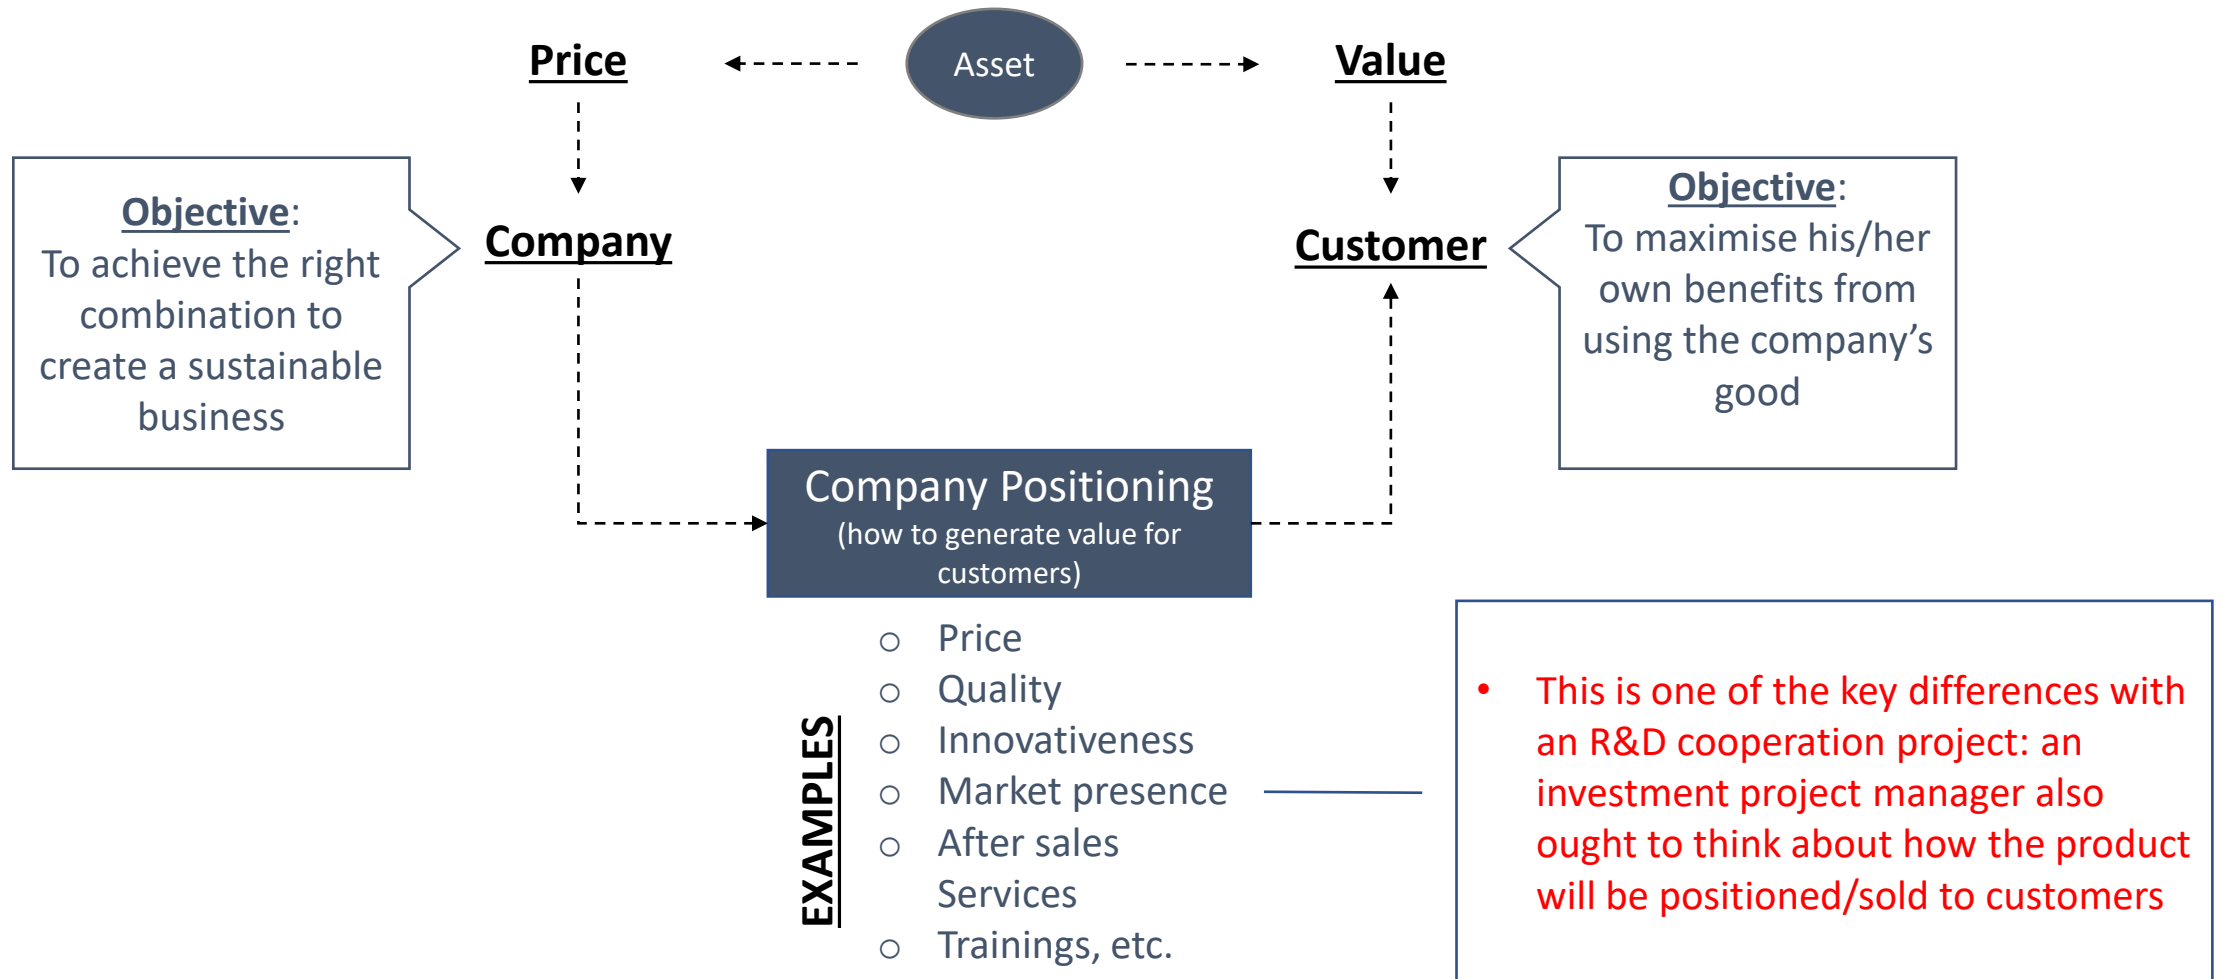 Price
Asset
Value
Objective:
To achieve the right
combination to
create a sustainable
business
Company
Customer
Objective:
To maximise his/her
own benefits from
using the company’s
good
Company Positioning
(how to generate value for
customers)
EXAMPLES
o Price
o Quality
o Innovativeness
o Market presence
o After sales
Services
o Trainings, etc.
• This is one of the key differences with
an R&D cooperation project: an
investment project manager also
ought to think about how the product
will be positioned/sold to customers